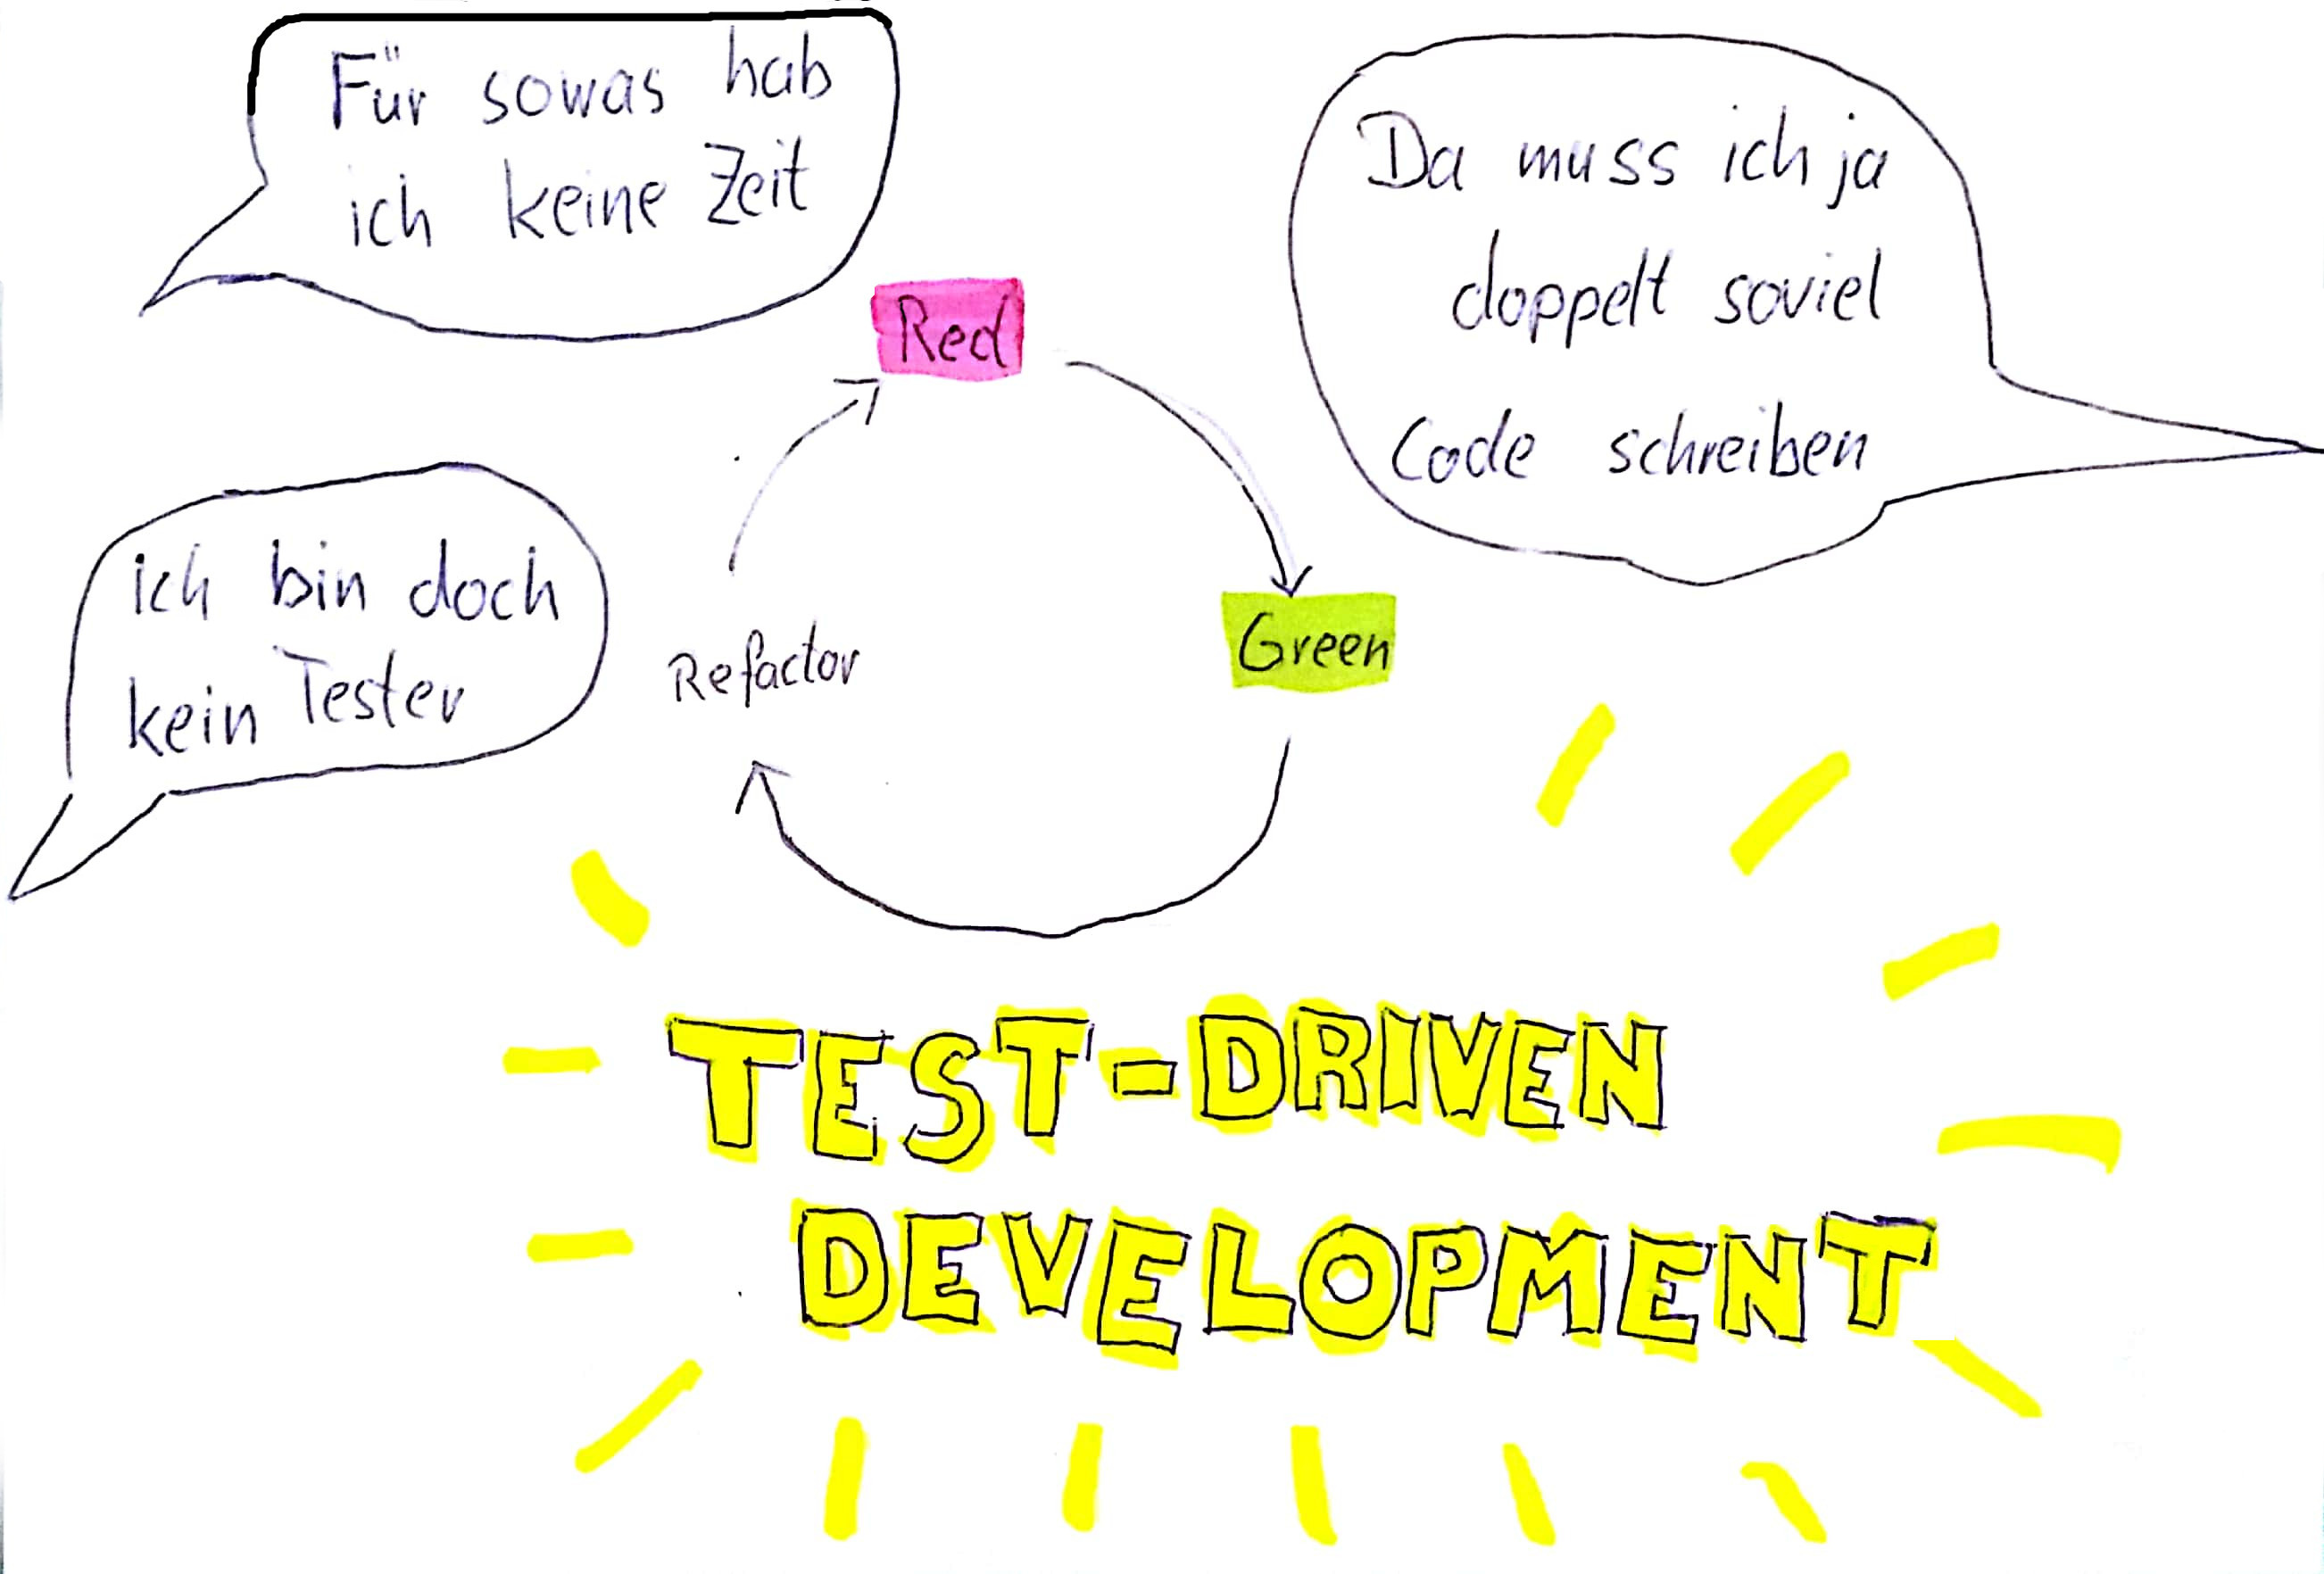 Für sowas hab
ich keine Zeit
Da muss ich ja
doppelt soviel
Code schreiben
Red
ich bin doch
kein Tester
Refactor
Green
TEST-DRIVEN
DEVELOPMENT